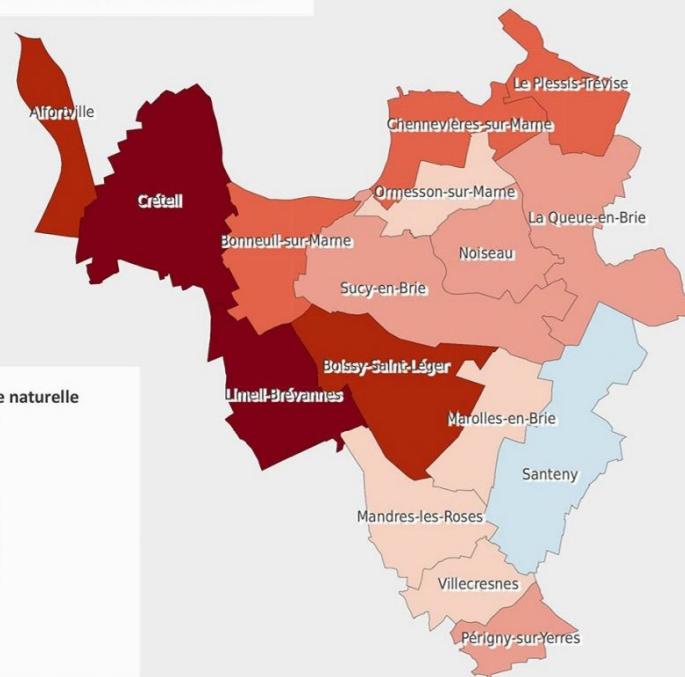 Le Plessis-Trévise
Alfortville
Chennevières-sur-Marne
Ormesson-sur-Marne
Créteil
La Queue-en-Brie
Bonneuil-sur-Marne
Noiseau
Sucy-en-Brie
Boissy-Saint-Léger
e naturelle
Limeil-Brévannes
Marolles-en-Brie
Santeny
Mandres-les-Roses
Villecresnes
Périgny-sur-Yerres